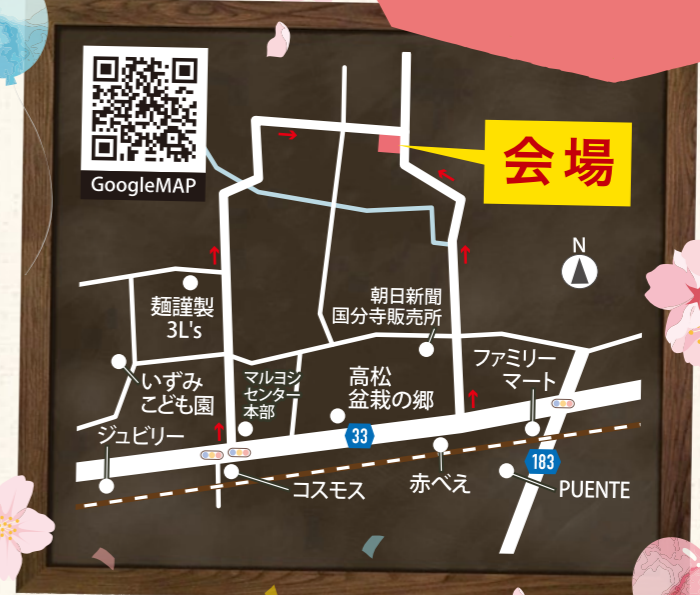 GoogleMAP
会場
N
朝日新聞
国分寺販売所
麺謹製
3L's
ファミリー
マート
いずみ
こども園
マルヨシ
センター
本部
高松
盆栽の郷
ジュビリー
33
183
コスモス
赤べえ
PUENTE